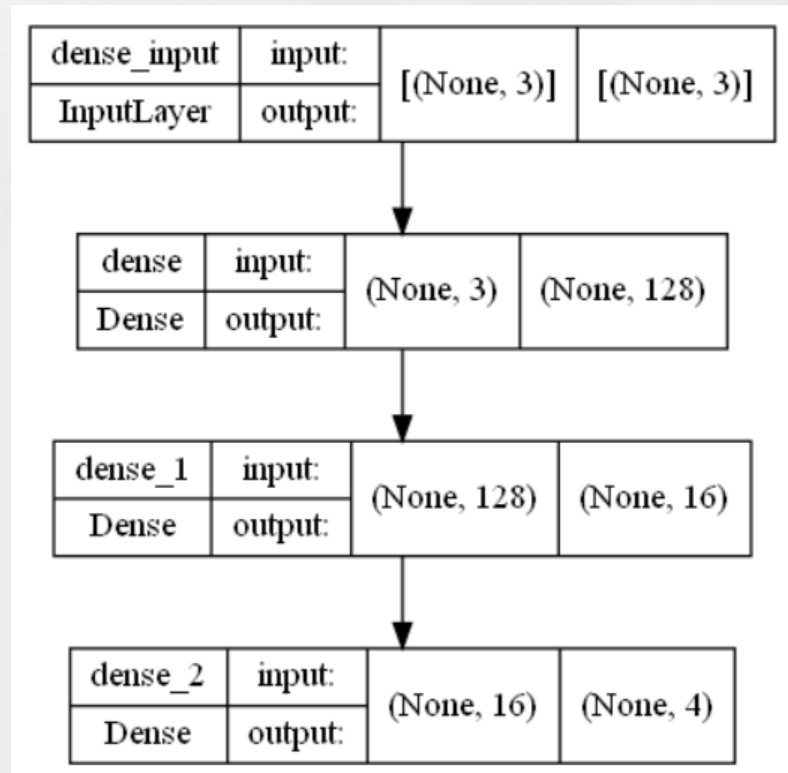 dense_input input: [(None, 3)] [(None, 3)]
InputLayer output:
dense input: (None, 3) (None, 128)
Dense output:
dense_1 input: (None, 128) (None, 16)
Dense output:
dense_2 input: (None, 16) (None, 4)
Dense output: